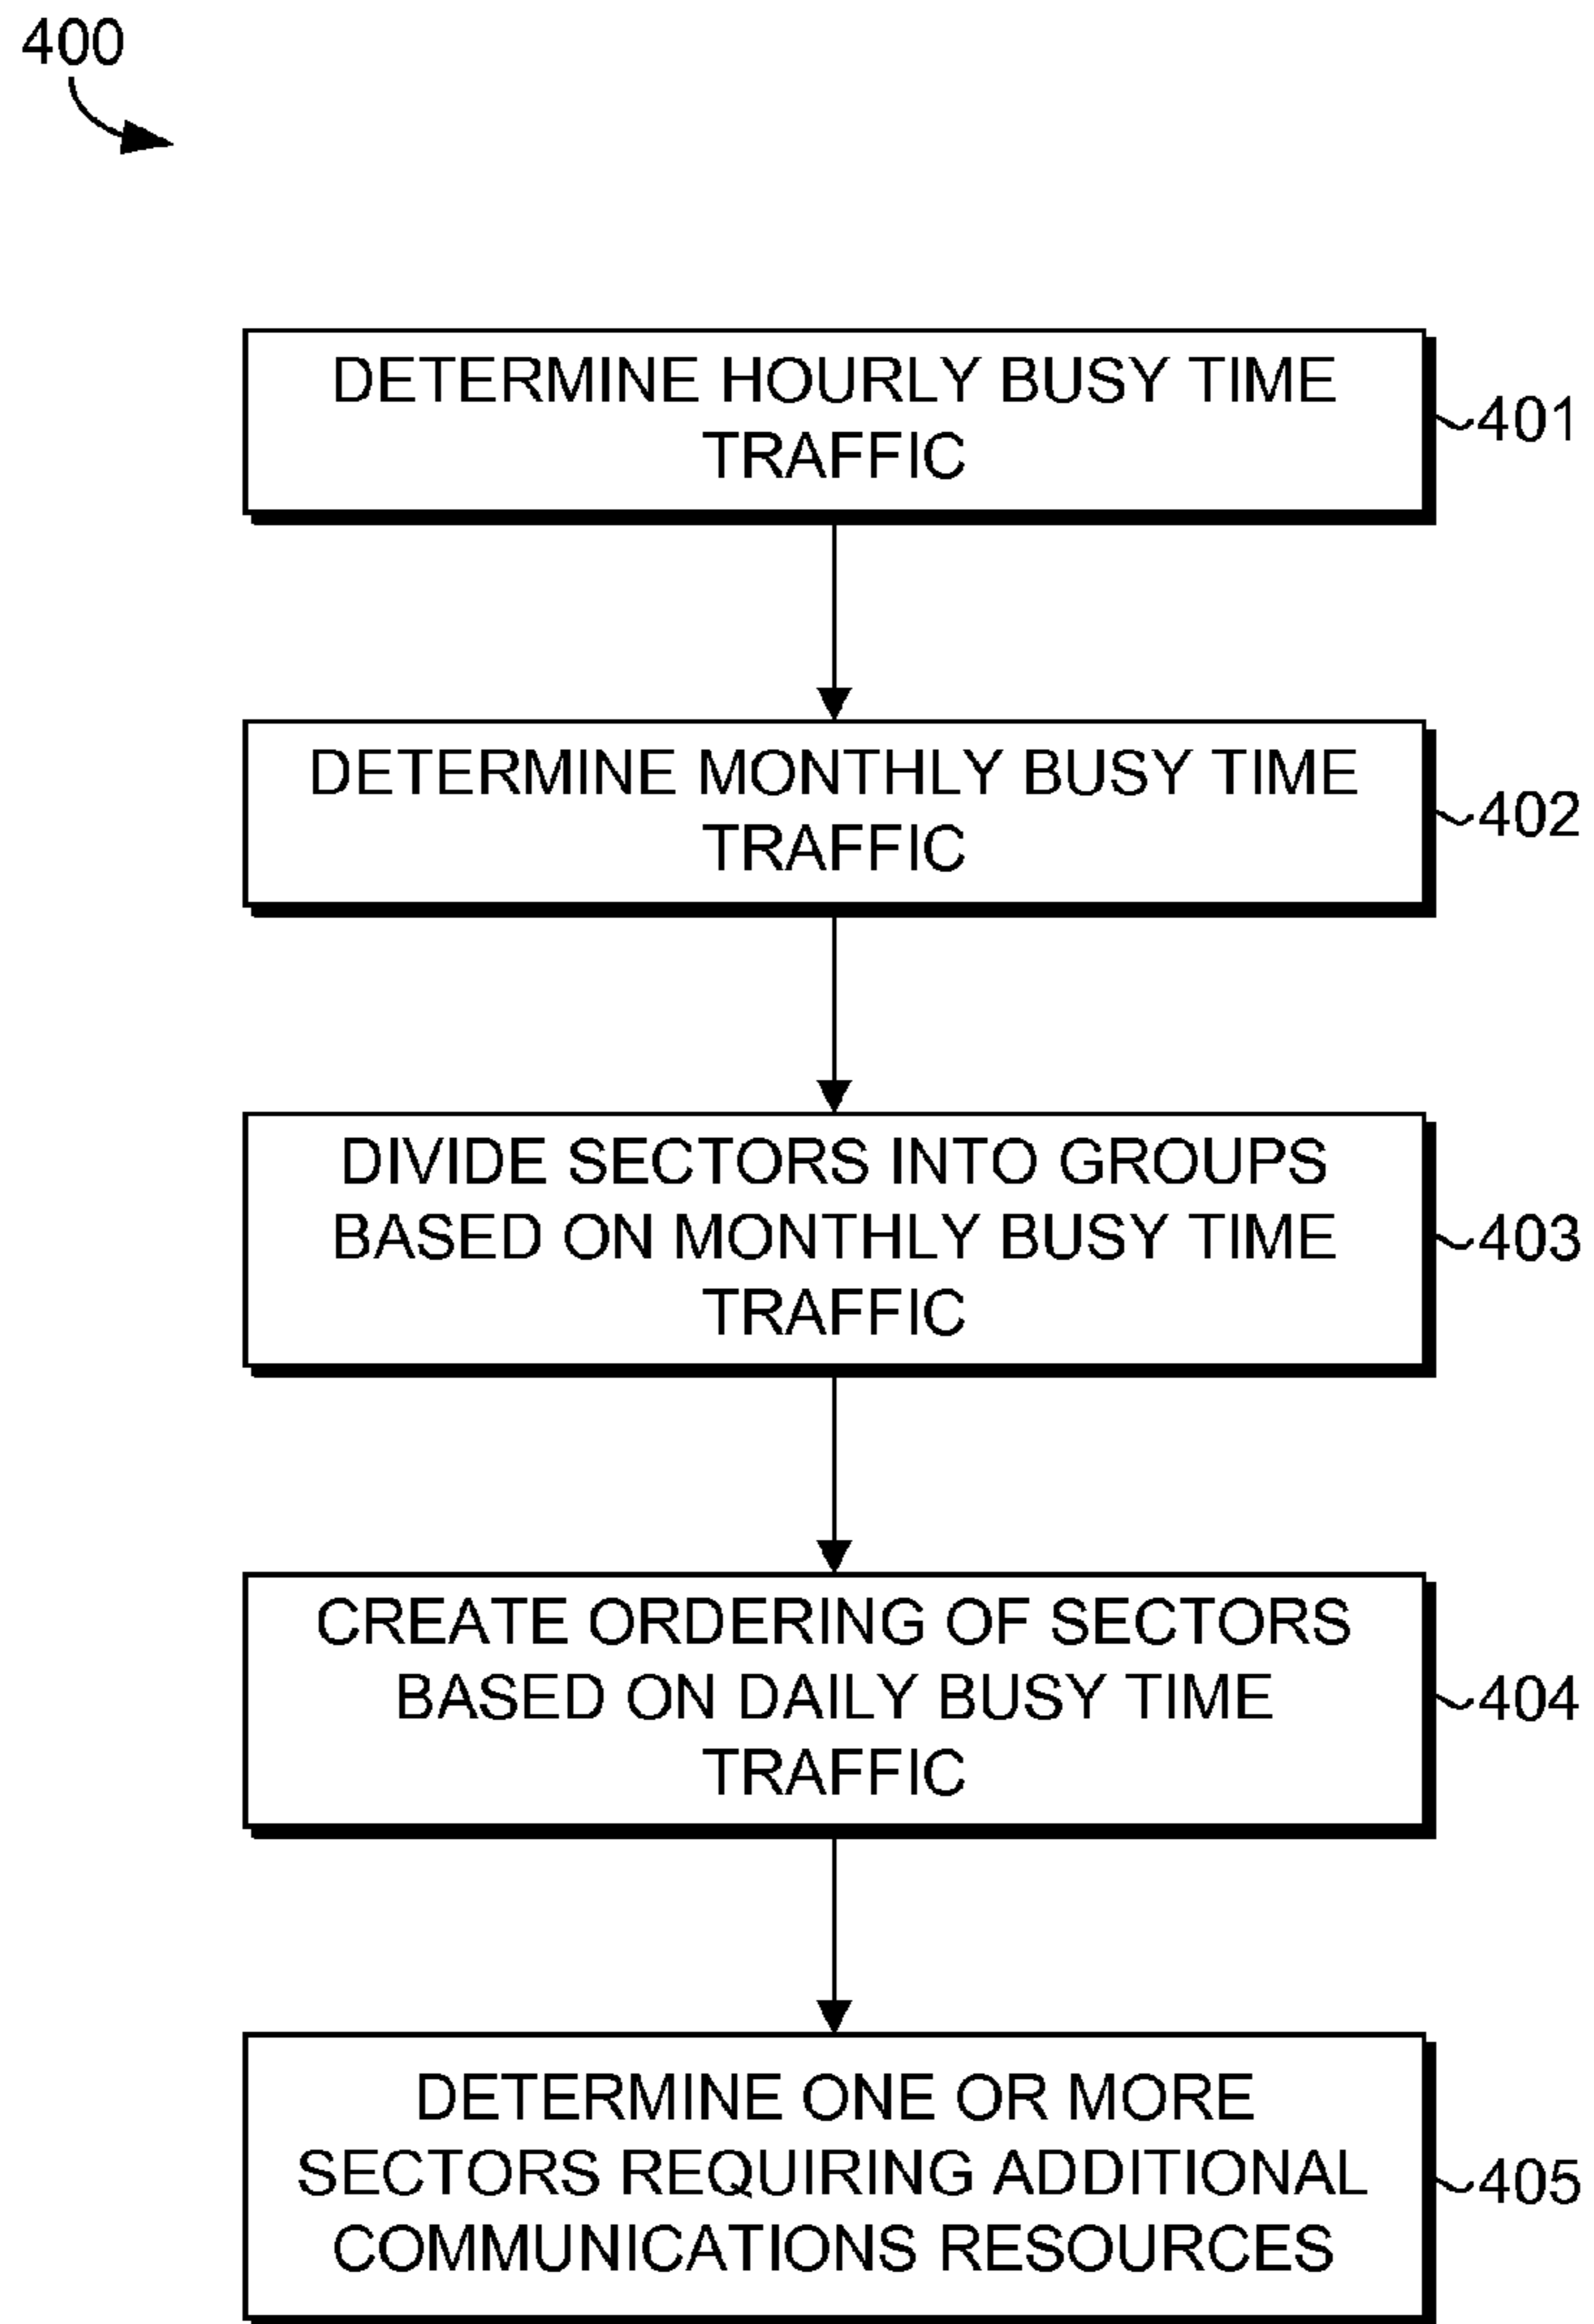 400
DETERMINE HOURLY BUSY TIME
TRAFFIC
401
DETERMINE MONTHLY BUSY TIME
TRAFFIC
402
DIVIDE SECTORS INTO GROUPS
BASED ON MONTHLY BUSY TIME
TRAFFIC
403
CREATE ORDERING OF SECTORS
BASED ON DAILY BUSY TIME
TRAFFIC
404
DETERMINE ONE OR MORE
SECTORS REQUIRING ADDITIONAL
COMMUNICATIONS RESOURCES
405